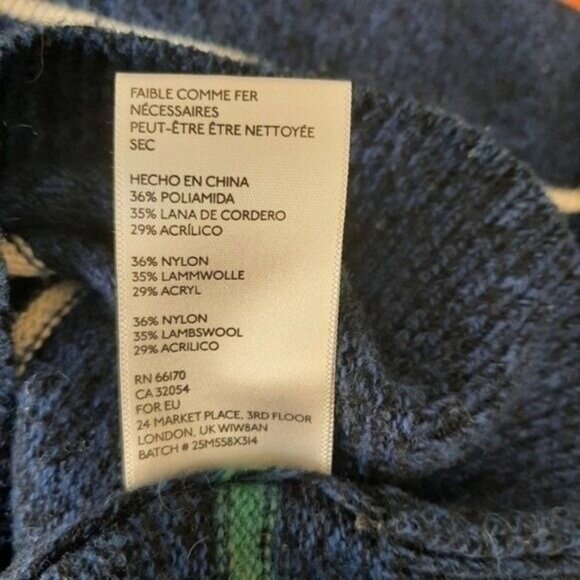 FAIBLE COMME FER
NÉCESSAIRES
PEUT-ÊTRE ÊTRE NETTOYÉE
SEC
HECHO EN CHINA
36% POLIAMIDA
35% LANA DE CORDERO
29% ACRÍLICO
36% NYLON
35% LAMMWOLLE
29% ACRYL
36% NYLON
35% LAMBSWOOL
29% ACRILICO
RN 66170
CA 32054
FOR EU
24 MARKET PLACE, 3RD FLOOR
LONDON, UK W1W8AN
BATCH # 25M558X314